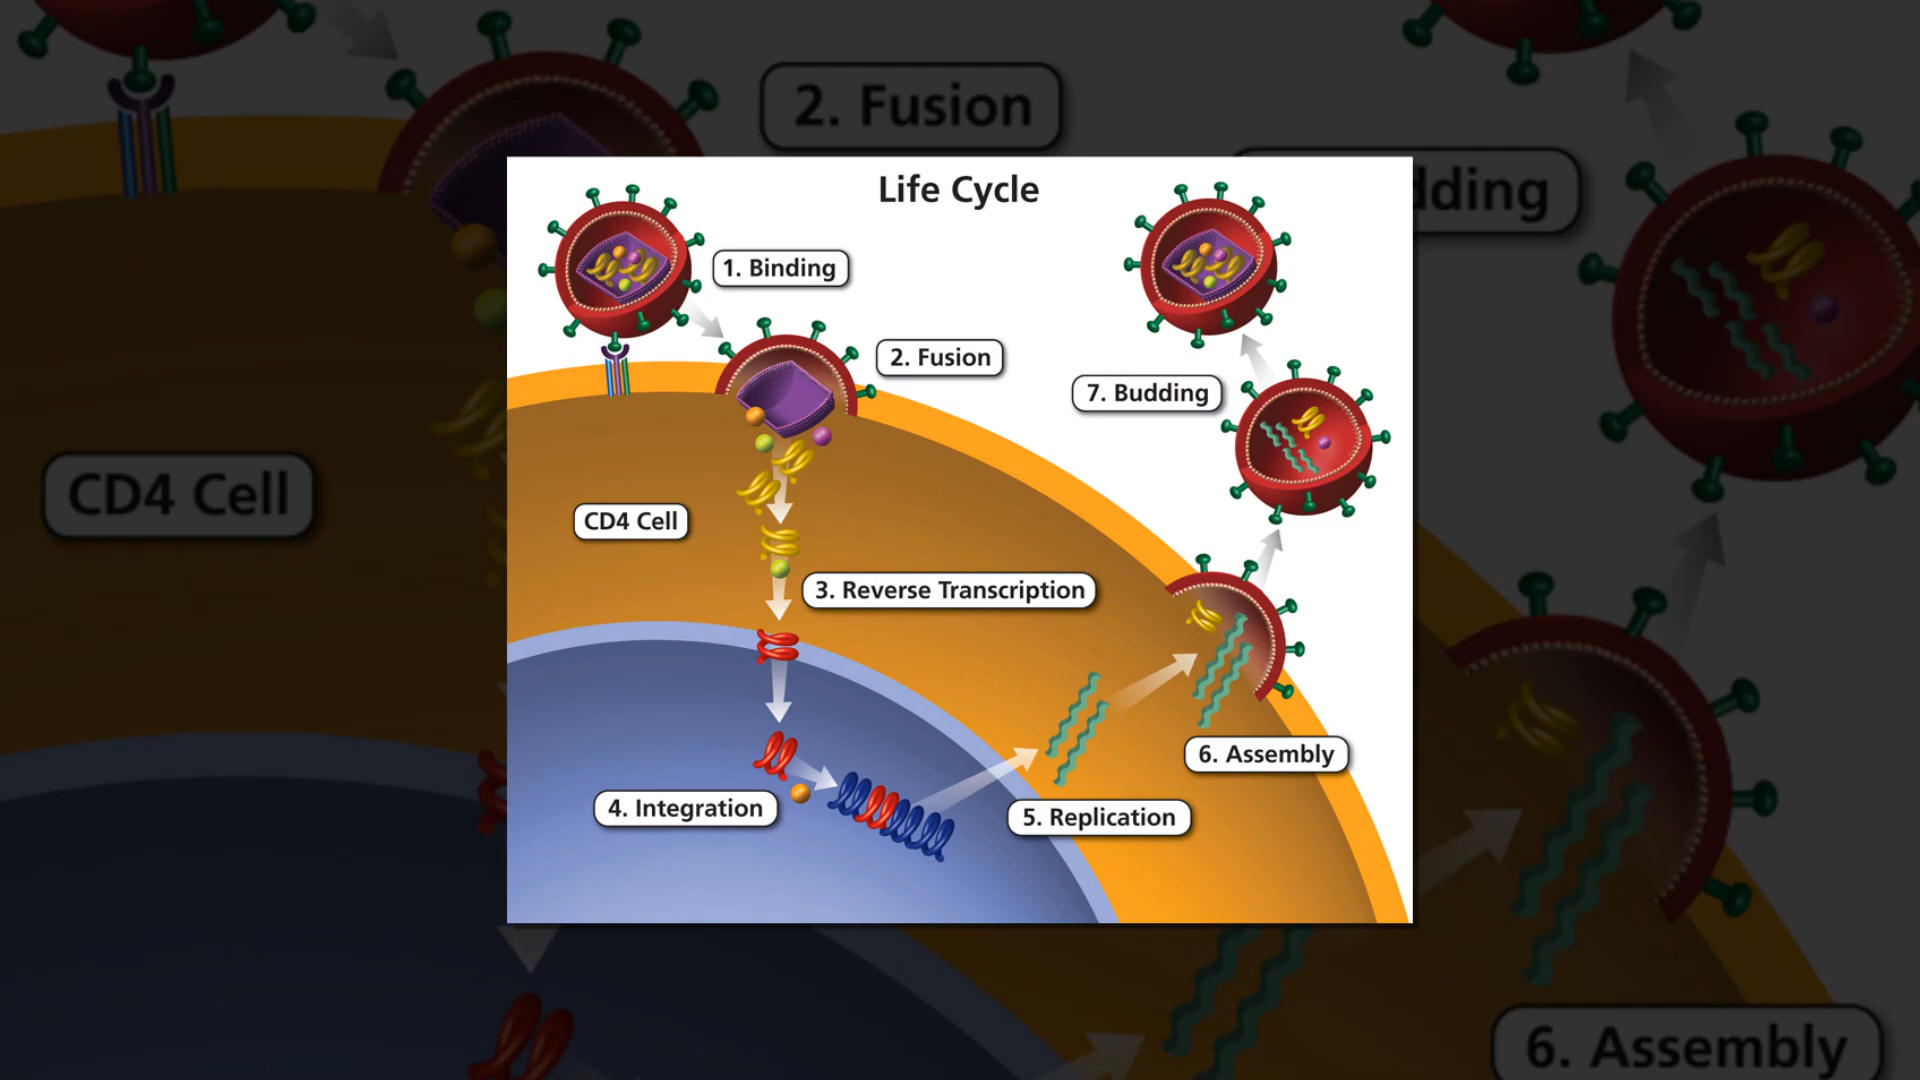 2. Fusion
dding
CD4 Cell
6. Assembly
Life Cycle
1. Binding
2. Fusion
7. Budding
CD4 Cell
3. Reverse Transcription
6. Assembly
4. Integration
5. Replication